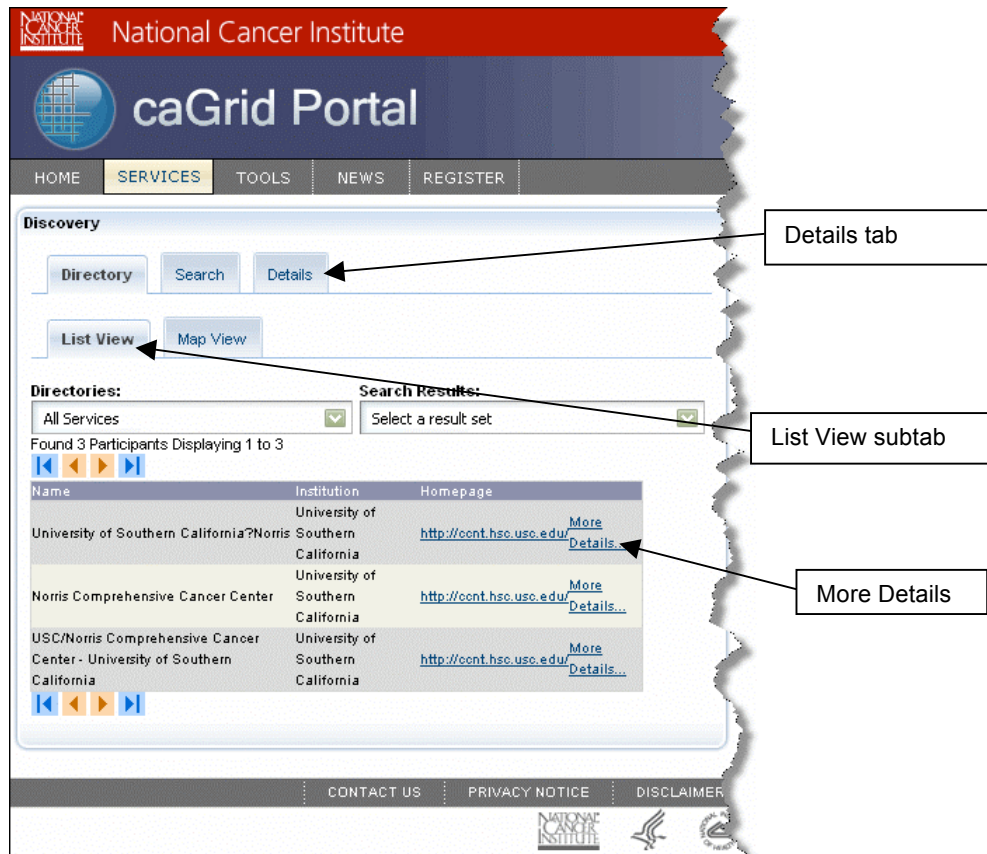 NATIONAL CANCER INSTITUTE
National Cancer Institute
caGrid Portal
HOME SERVICES TOOLS NEWS REGISTER
Discovery
Details tab
Directory Search Details
List View Map View
Directories: Search Results:
All Services Select a result set
Found 3 Participants Displaying 1 to 3
List View subtab
Name Institution Homepage
University of Southern California?Norris University of Southern California http://ccnt.hsc.usc.edu/ More Details...
Norris Comprehensive Cancer Center University of Southern California http://ccnt.hsc.usc.edu/ More Details...
More Details
USC/Norris Comprehensive Cancer Center - University of Southern California University of Southern California http://ccnt.hsc.usc.edu/ More Details...
CONTACT US PRIVACY NOTICE DISCLAIMER
NATIONAL CANCER INSTITUTE